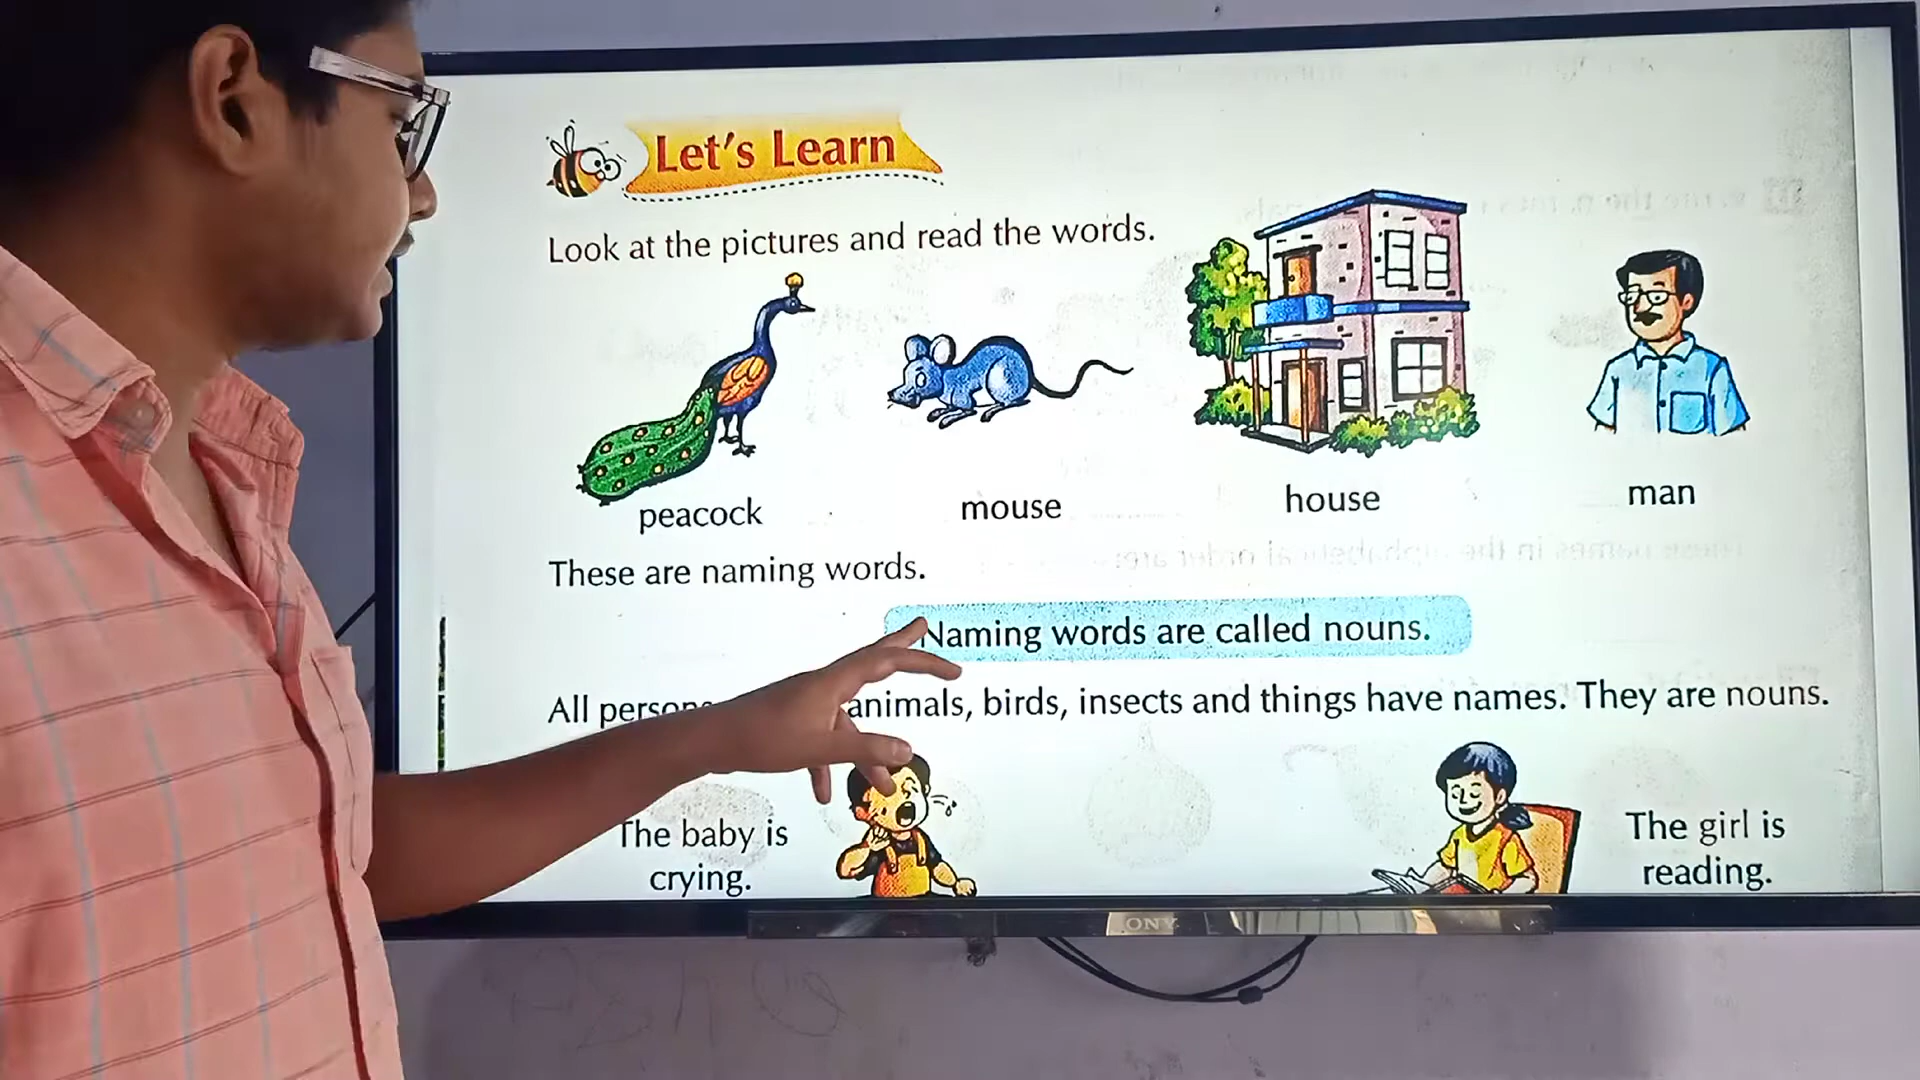 Let's Learn
Look at the pictures and read the words.
peacock mouse house man
These are naming words.
Naming words are called nouns.
All persons animals, birds, insects and things have names. They are nouns.
The baby is
crying.
The girl is
reading.
ONY